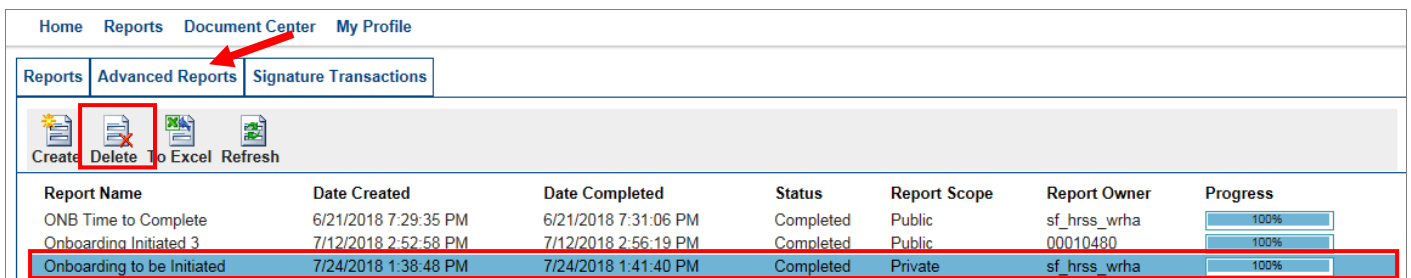 Home Reports Document Center My Profile
Reports Advanced Reports Signature Transactions
Create Delete To Excel Refresh
Report Name Date Created Date Completed Status Report Scope Report Owner Progress
ONB Time to Complete 6/21/2018 7:29:35 PM 6/21/2018 7:31:06 PM Completed Public sf_hrss_wrha 100%
Onboarding Initiated 3 7/12/2018 2:52:58 PM 7/12/2018 2:56:19 PM Completed Public 00010480 100%
Onboarding to be Initiated 7/24/2018 1:38:48 PM 7/24/2018 1:41:40 PM Completed Private sf_hrss_wrha 100%